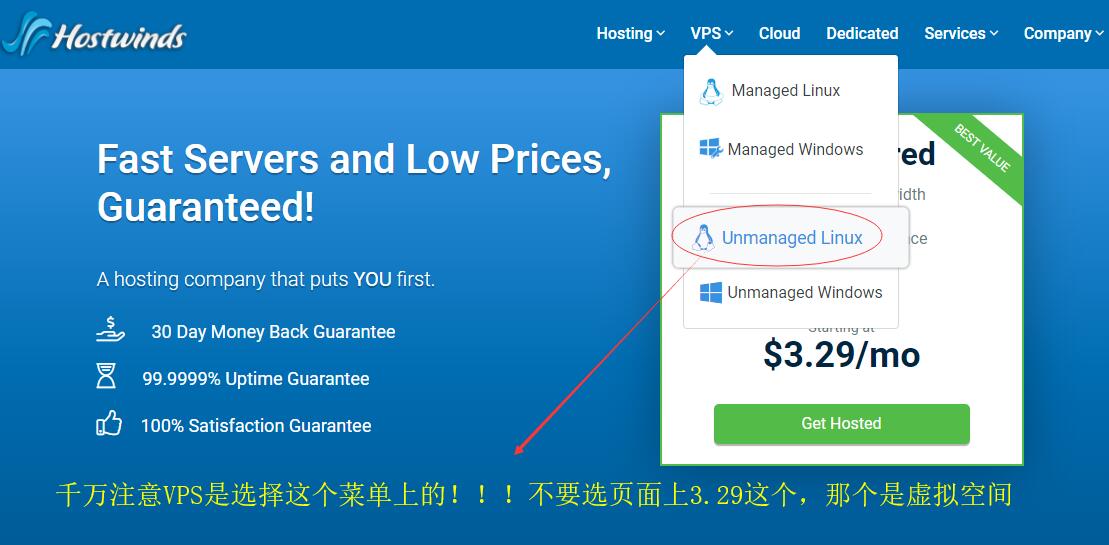 Hostwinds
Hosting VPS Cloud Dedicated Services Company
Managed Linux
Managed Windows
Unmanaged Linux
Unmanaged Windows
Fast Servers and Low Prices,
Guaranteed!
A hosting company that puts YOU first.
30 Day Money Back Guarantee
99.9999% Uptime Guarantee
100% Satisfaction Guarantee
BEST VALUE
red
idth
ce
Starting at
$3.29/mo
Get Hosted
千万注意VPS是选择这个菜单上的！！！不要选页面上3.29这个，那个是虚拟空间